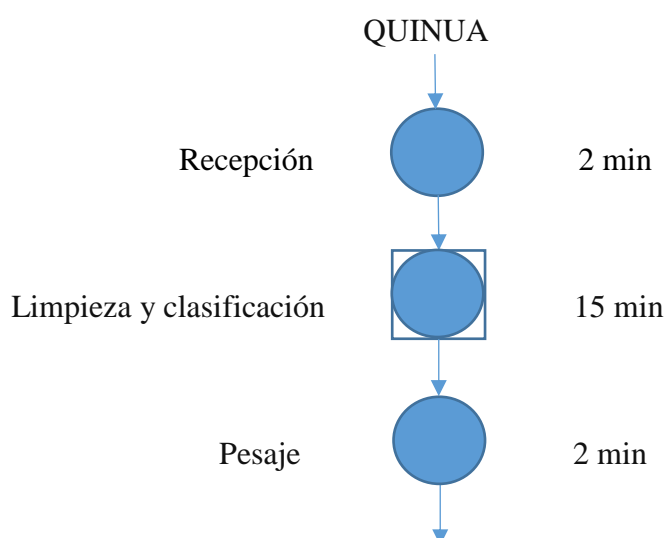 QUINUA
Recepción 2 min
Limpieza y clasificación 15 min
Pesaje 2 min